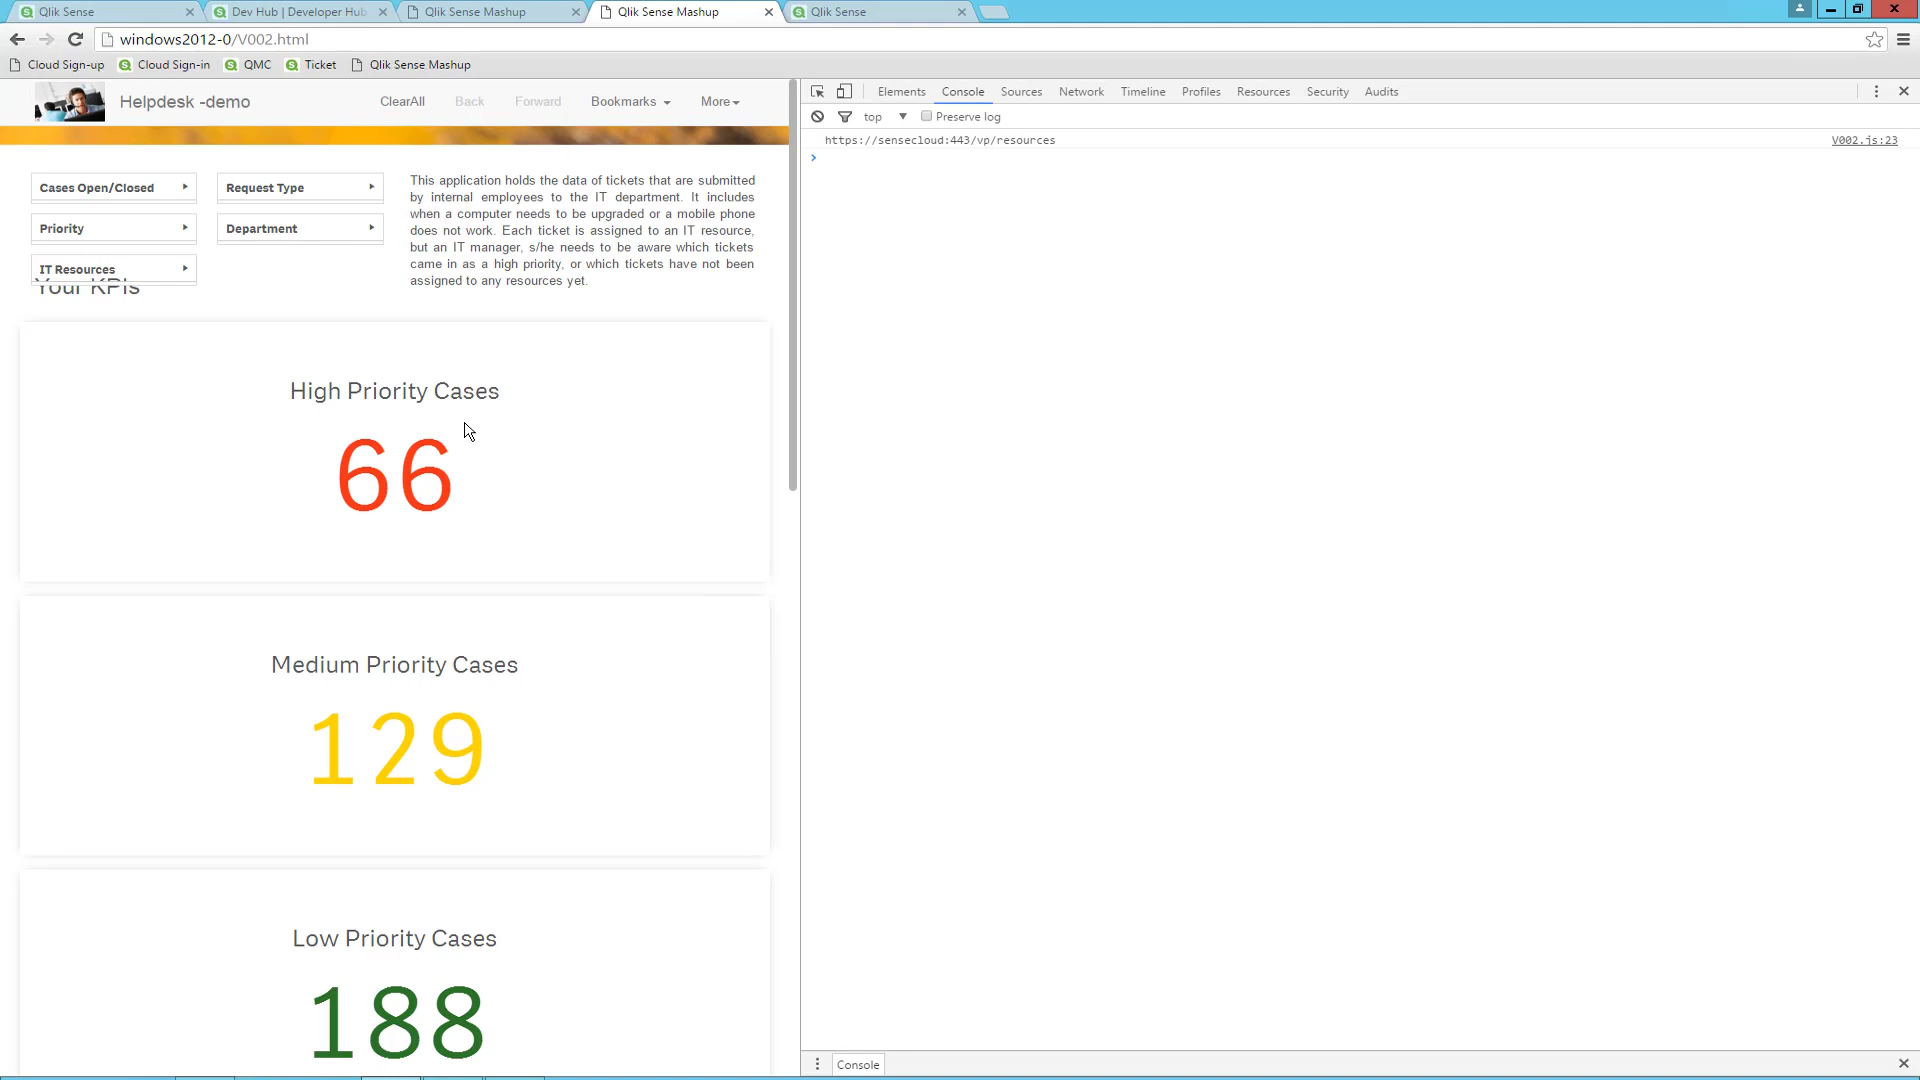 Qlik Sense
Dev Hub | Developer Hub
Qlik Sense Mashup
Qlik Sense Mashup
Qlik Sense
windows2012-0/V002.html
Cloud Sign-up
Cloud Sign-in
QMC
Ticket
Qlik Sense Mashup
Helpdesk -demo
ClearAll
Back
Forward
Bookmarks
More
Cases Open/Closed
Request Type
Priority
Department
IT Resources
This application holds the data of tickets that are submitted
by internal employees to the IT department. It includes
when a computer needs to be upgraded or a mobile phone
does not work. Each ticket is assigned to an IT resource,
but an IT manager, s/he needs to be aware which tickets
came in as a high priority, or which tickets have not been
assigned to any resources yet.
Your KPIs
High Priority Cases
66
Medium Priority Cases
129
Low Priority Cases
188
Elements
Console
Sources
Network
Timeline
Profiles
Resources
Security
Audits
top
Preserve log
https://sensecloud:443/vp/resources
V002.js:23
Console